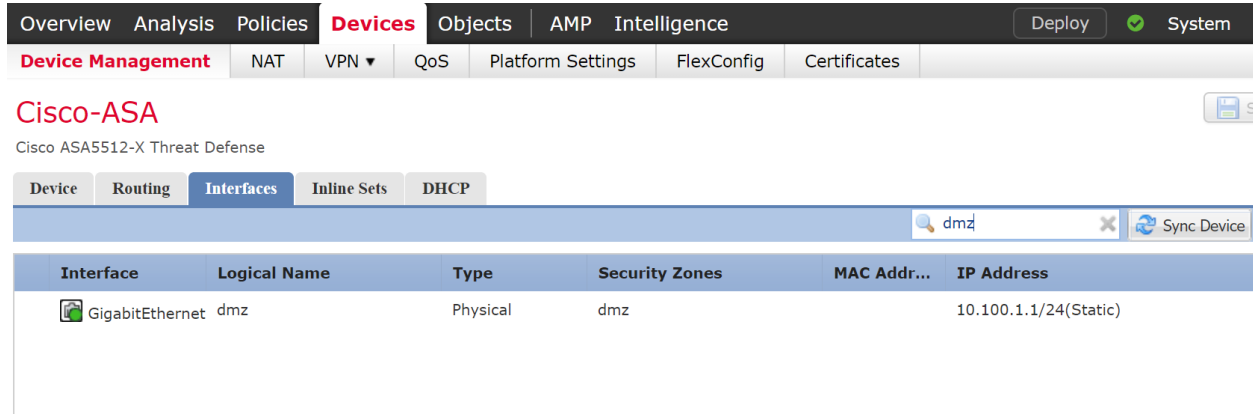 Overview Analysis Policies Devices Objects AMP Intelligence Deploy System
Device Management NAT VPN ▼ QoS Platform Settings FlexConfig Certificates
Cisco-ASA
Cisco ASA5512-X Threat Defense
Device Routing Interfaces Inline Sets DHCP
dmz Sync Device
Interface Logical Name Type Security Zones MAC Addr... IP Address
GigabitEthernet dmz Physical dmz 10.100.1.1/24(Static)